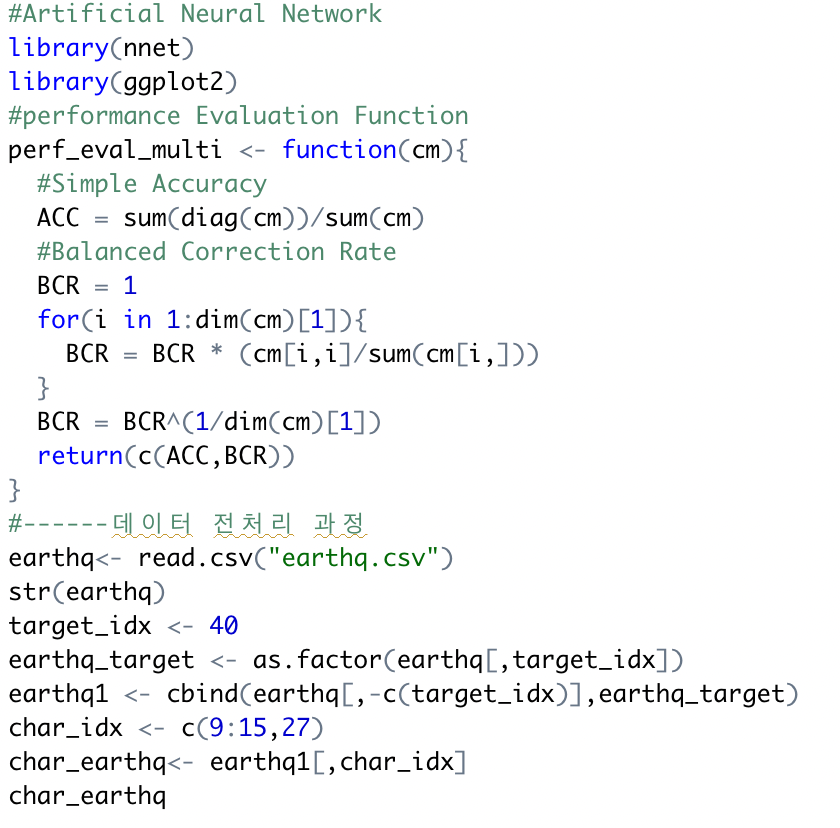 #Artificial Neural Network
library(nnet)
library(ggplot2)
#performance Evaluation Function
perf_eval_multi <- function(cm){
  #Simple Accuracy
  ACC = sum(diag(cm))/sum(cm)
  #Balanced Correction Rate
  BCR = 1
  for(i in 1:dim(cm)[1]){
    BCR = BCR * (cm[i,i]/sum(cm[i,]))
  }
  BCR = BCR^(1/dim(cm)[1])
  return(c(ACC,BCR))
}
#------데이터 전처리 과정
earthq<- read.csv("earthq.csv")
str(earthq)
target_idx <- 40
earthq_target <- as.factor(earthq[,target_idx])
earthq1 <- cbind(earthq[,-c(target_idx)],earthq_target)
char_idx <- c(9:15,27)
char_earthq<- earthq1[,char_idx]
char_earthq